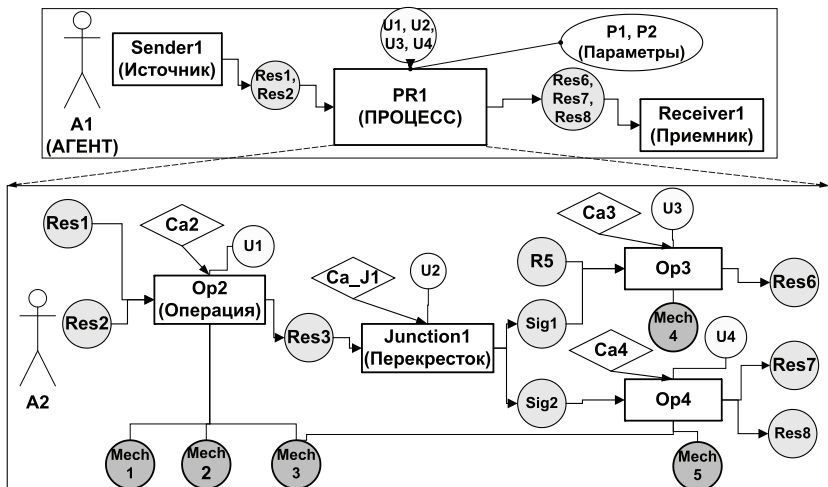 Sender1
(Источник)
Res1,
Res2
U1, U2,
U3, U4
P1, P2
(Параметры)
PR1
(ПРОЦЕСС)
Res6,
Res7,
Res8
Receiver1
(Приемник)
A1
(АГЕНТ)
Res1
Ca2
U1
Res2
Op2
(Операция)
A2
Res3
Ca_J1
U2
Junction1
(Перекресток)
Ca3
U3
R5
Op3
Res6
Sig1
Mech
4
Ca4
U4
Sig2
Op4
Res7
Res8
Mech
1
Mech
2
Mech
3
Mech
5